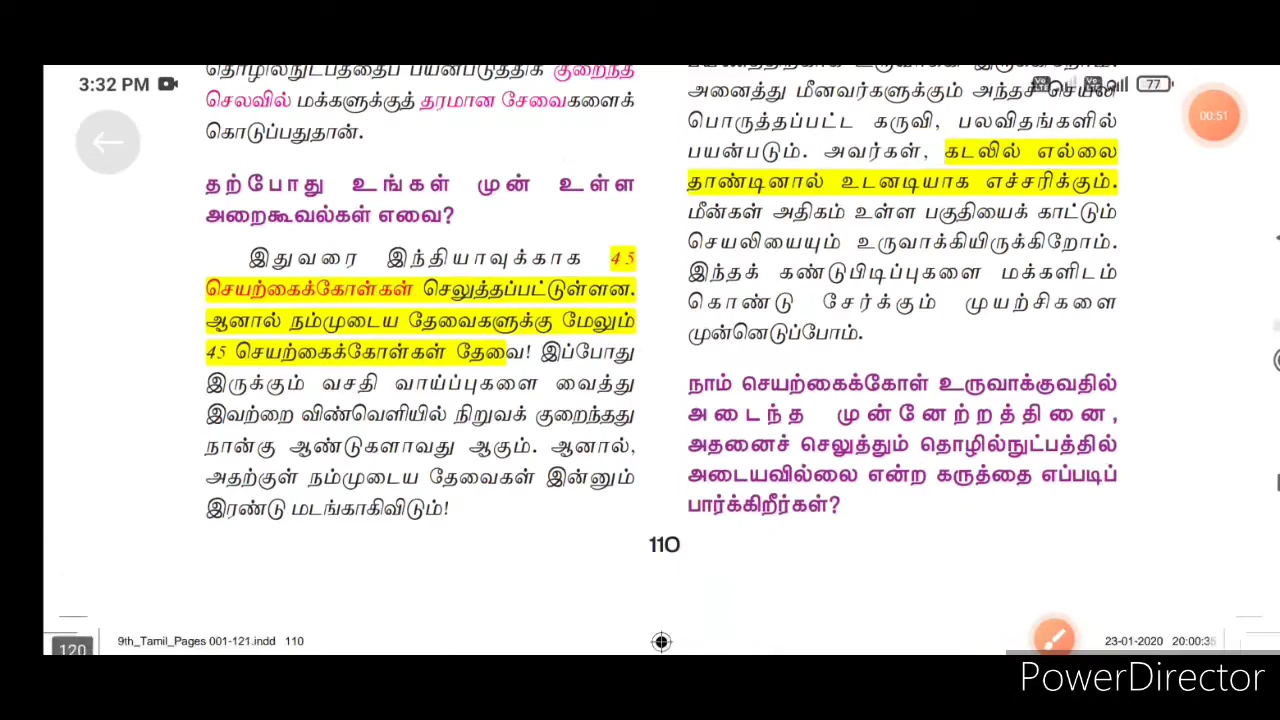 3:32 PM
77
00:51
தொழில்நுட்பத்தைப் பயன்படுத்திக் குறைந்த
செலவில் மக்களுக்குத் தரமான சேவைகளைக்
கொடுப்பதுதான்.
தற்போது உங்கள் முன் உள்ள
அறைகூவல்கள் எவை?
இதுவரை இந்தியாவுக்காக 45
செயற்கைக்கோள்கள் செலுத்தப்பட்டுள்ளன.
ஆனால் நம்முடைய தேவைகளுக்கு மேலும்
45 செயற்கைக்கோள்கள் தேவை! இப்போது
இருக்கும் வசதி வாய்ப்புகளை வைத்து
இவற்றை விண்வெளியில் நிறுவக் குறைந்தது
நான்கு ஆண்டுகளாவது ஆகும். ஆனால்,
அதற்குள் நம்முடைய தேவைகள் இன்னும்
இரண்டு மடங்காகிவிடும்!
அனைத்து மீனவர்களுக்கும் அந்தச் செயலி
பொருத்தப்பட்ட கருவி, பலவிதங்களில்
பயன்படும். அவர்கள், கடலில் எல்லை
தாண்டினால் உடனடியாக எச்சரிக்கும்.
மீன்கள் அதிகம் உள்ள பகுதியைக் காட்டும்
செயலியையும் உருவாக்கியிருக்கிறோம்.
இந்தக் கண்டுபிடிப்புகளை மக்களிடம்
கொண்டு சேர்க்கும் முயற்சிகளை
முன்னெடுப்போம்.
நாம் செயற்கைக்கோள் உருவாக்குவதில்
அடைந்த முன்னேற்றத்தினை,
அதனைச் செலுத்தும் தொழில்நுட்பத்தில்
அடையவில்லை என்ற கருத்தை எப்படிப்
பார்க்கிறீர்கள்?
110
120
9th_Tamil_Pages 001-121.indd 110
23-01-2020 20:00:35
PowerDirector